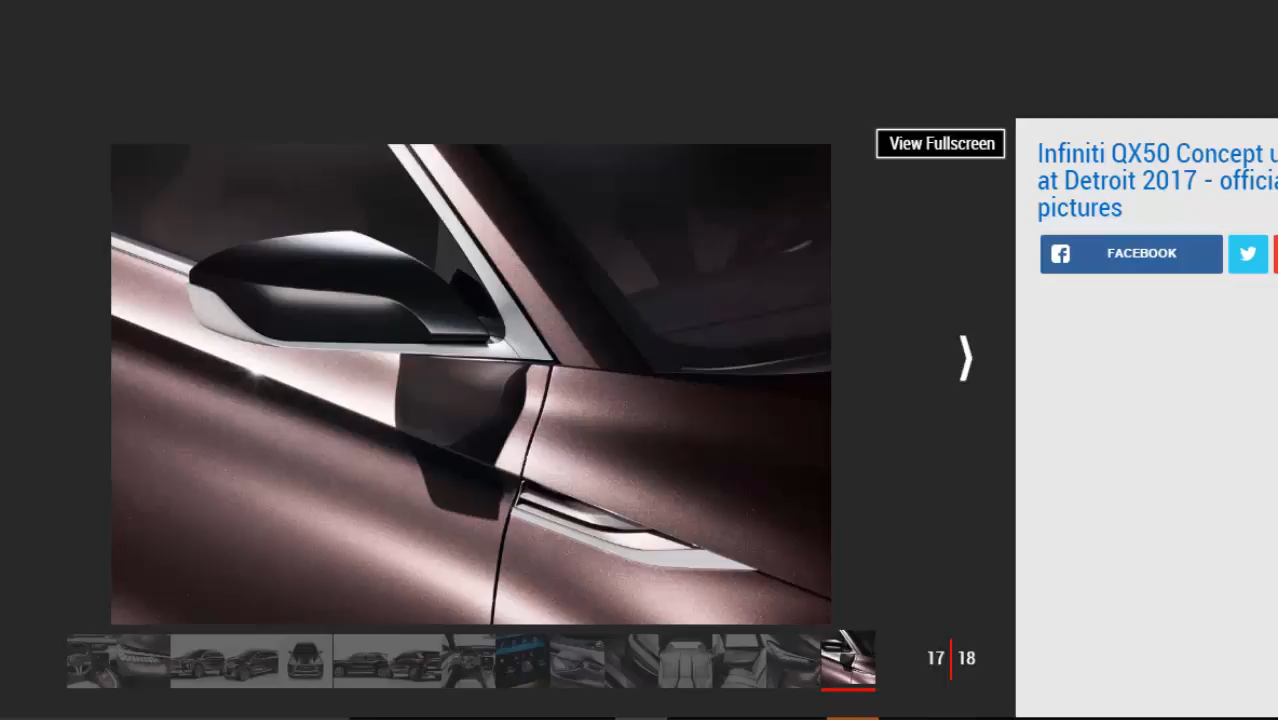 View Fullscreen
Infiniti QX50 Concept u
at Detroit 2017 - officia
pictures
FACEBOOK
17 18